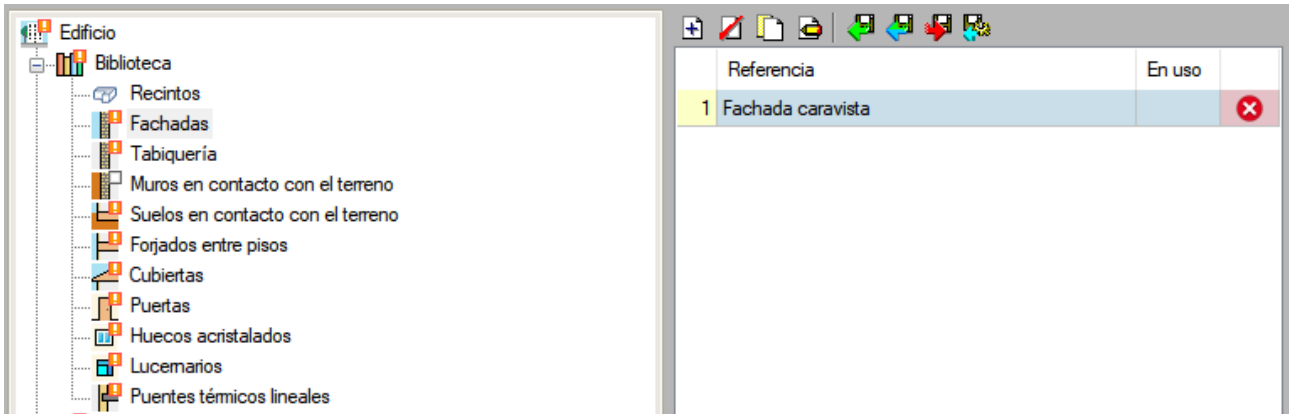 Edificio
Biblioteca
Recintos
Fachadas
Tabiquería
Muros en contacto con el terreno
Suelos en contacto con el terreno
Forjados entre pisos
Cubiertas
Puertas
Huecos acristalados
Lucernarios
Puentes térmicos lineales
Referencia En uso
1 Fachada caravista